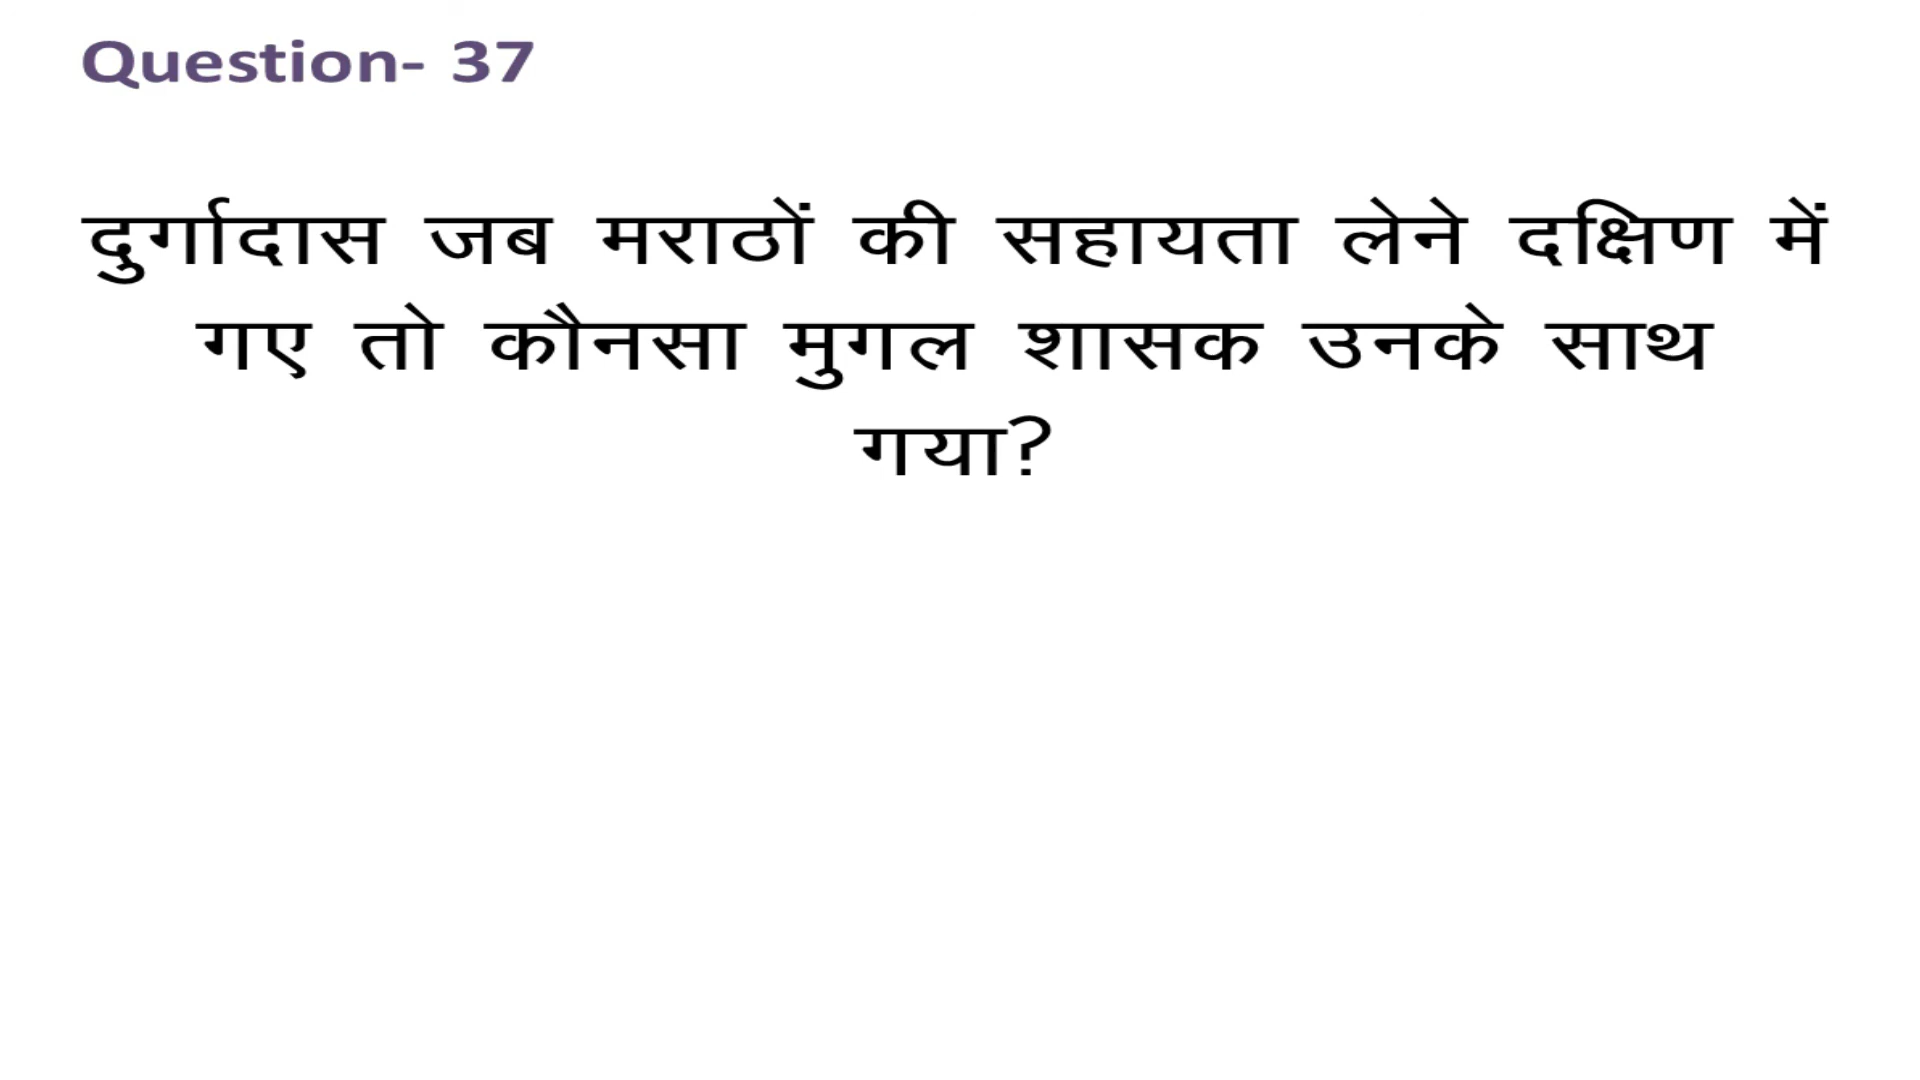 Question- 37
दुर्गादास जब मराठों की सहायता लेने दक्षिण में
गए तो कौनसा मुगल शासक उनके साथ
गया?